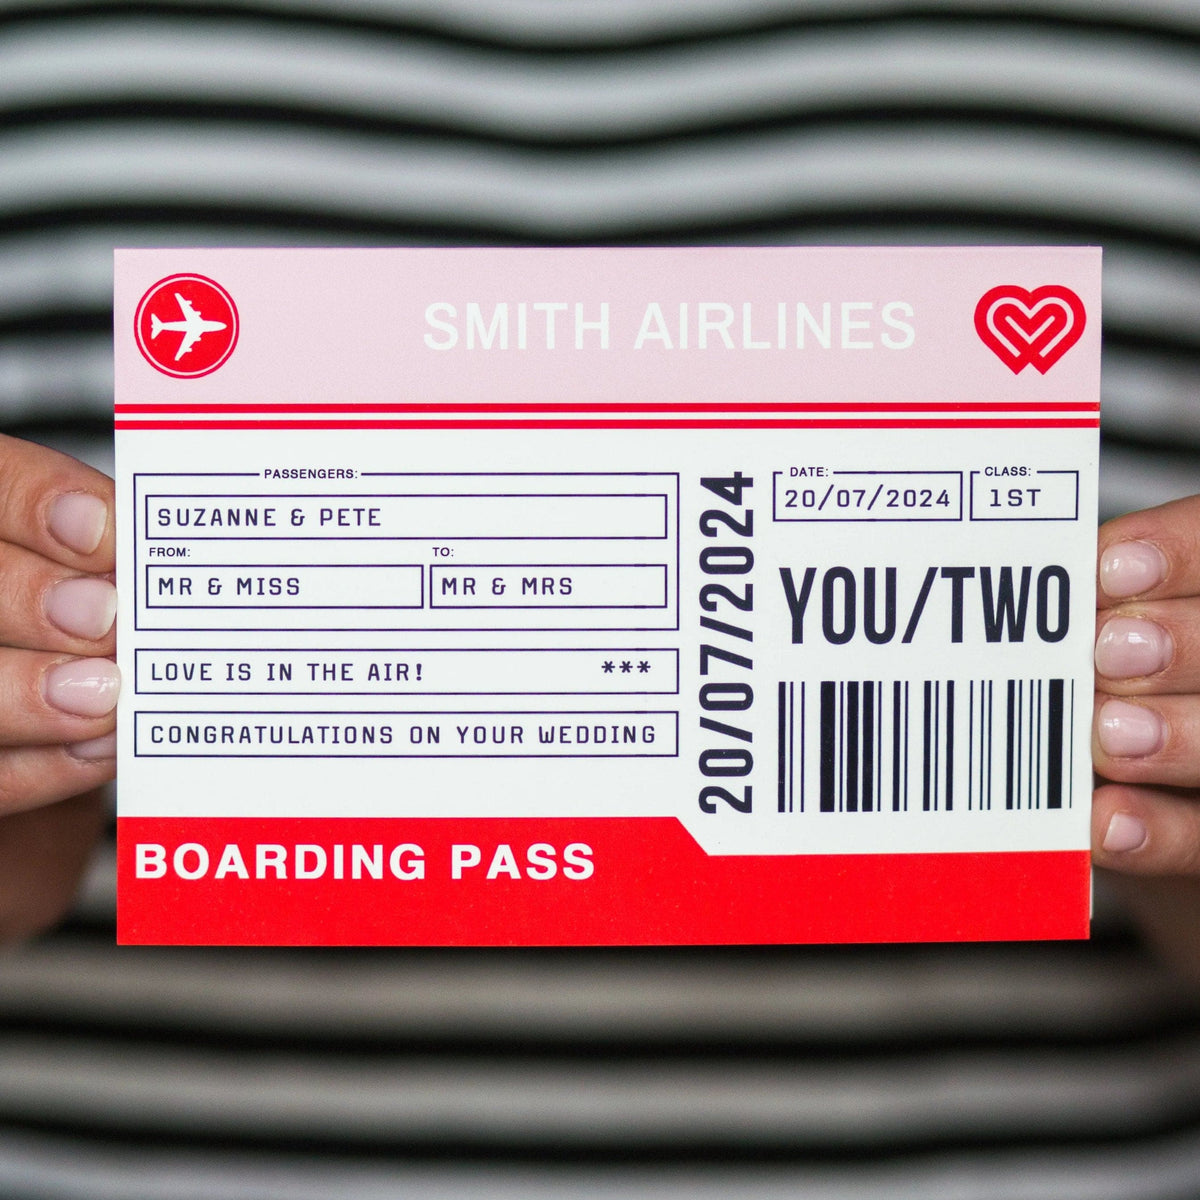 SMITH AIRLINES
PASSENGERS:
SUZANNE & PETE
FROM:
MR & MISS
TO:
MR & MRS
LOVE IS IN THE AIR! ***
CONGRATULATIONS ON YOUR WEDDING
20/07/2024
DATE:
20/07/2024
CLASS:
1ST
YOU/TWO
BOARDING PASS